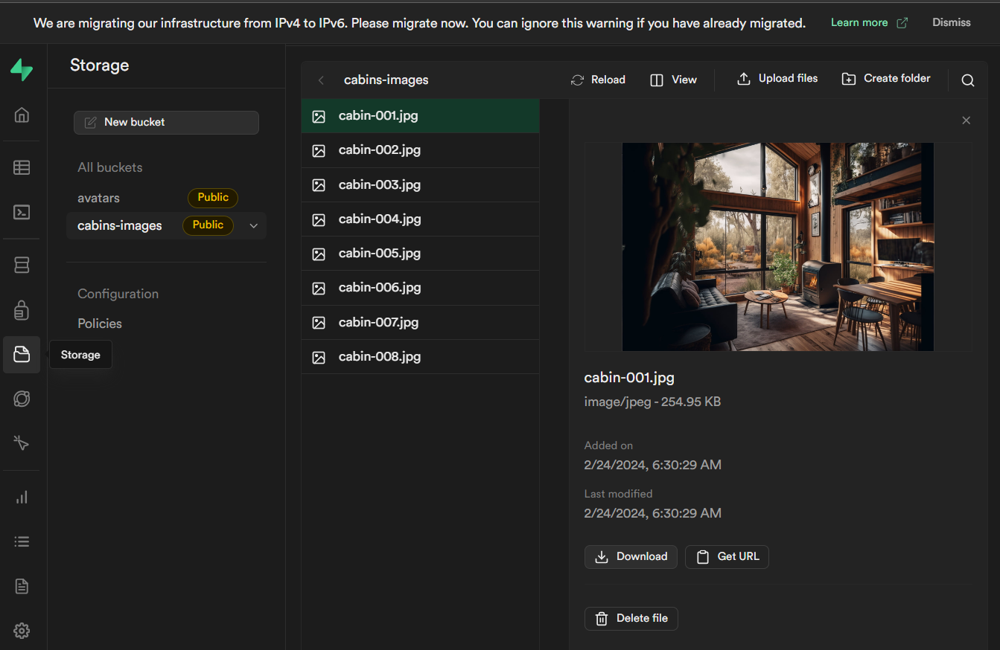 We are migrating our infrastructure from IPv4 to IPv6. Please migrate now. You can ignore this warning if you have already migrated.
Learn more
Dismiss
Storage
New bucket
All buckets
avatars
Public
cabins-images
Public
Configuration
Policies
Storage
cabins-images
Reload
View
Upload files
Create folder
cabin-001.jpg
cabin-002.jpg
cabin-003.jpg
cabin-004.jpg
cabin-005.jpg
cabin-006.jpg
cabin-007.jpg
cabin-008.jpg
cabin-001.jpg
image/jpeg - 254.95 KB
Added on
2/24/2024, 6:30:29 AM
Last modified
2/24/2024, 6:30:29 AM
Download
Get URL
Delete file